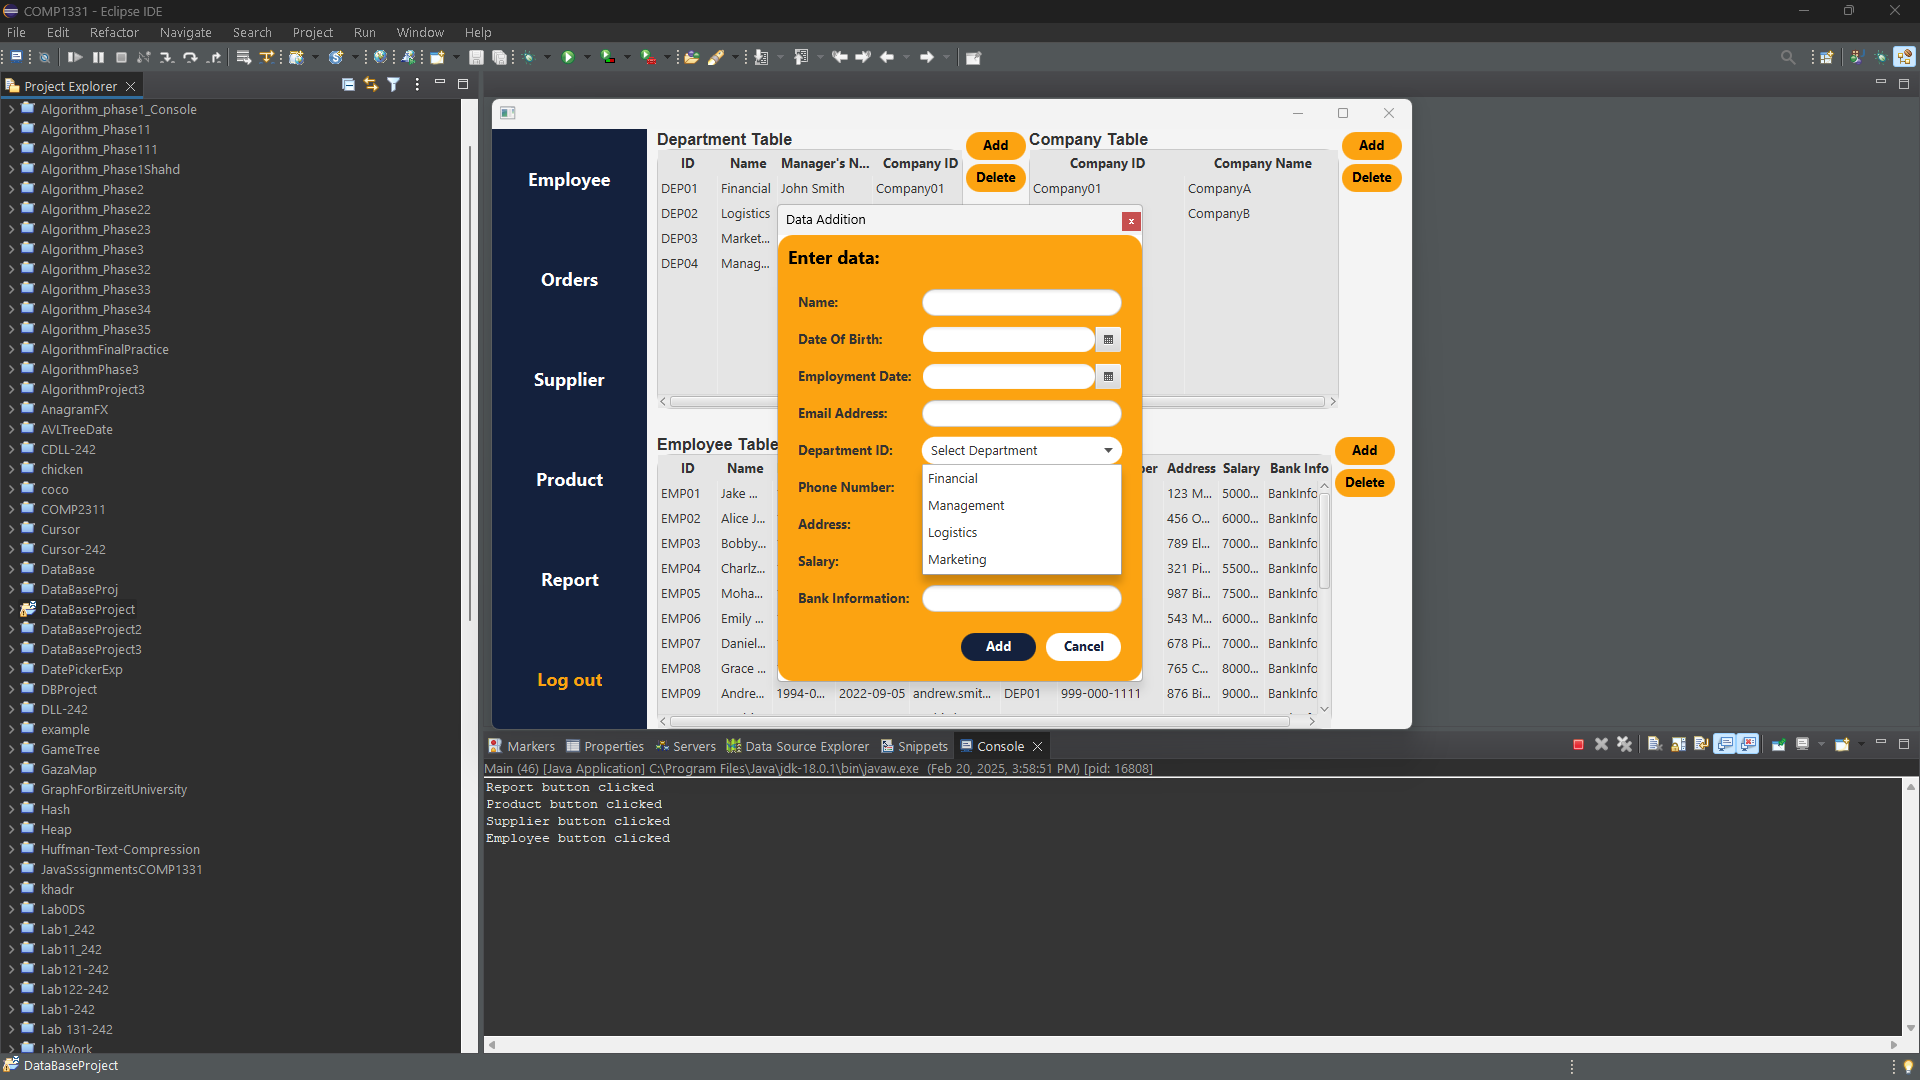 COMP1331 - Eclipse IDE
File Edit Refactor Navigate Search Project Run Window Help
Project Explorer
Algorithm_phase1_Console
Algorithm_Phase11
Algorithm_Phase111
Algorithm_Phase1Shahd
Algorithm_Phase2
Algorithm_Phase22
Algorithm_Phase23
Algorithm_Phase3
Algorithm_Phase32
Algorithm_Phase33
Algorithm_Phase34
Algorithm_Phase35
AlgorithmFinalPractice
AlgorithmPhase3
AlgorithmProject3
AnagramFX
AVLTreeDate
CDLL-242
chicken
coco
COMP2311
Cursor
Cursor-242
DataBase
DataBaseProj
DataBaseProject
DataBaseProject2
DataBaseProject3
DatePickerExp
DBProject
DLL-242
example
GameTree
GazaMap
GraphForBirzeitUniversity
Hash
Heap
Huffman-Text-Compression
JavaSssignmentsCOMP1331
khadr
Lab0DS
Lab1_242
Lab11_242
Lab121-242
Lab122-242
Lab1-242
Lab 131-242
LabWork
DataBaseProject
Employee
Orders
Supplier
Product
Report
Log out
Department Table
Add
Delete
ID Name Manager's N... Company ID
DEP01 Financial John Smith Company01
DEP02 Logistics
DEP03 Market...
DEP04 Manag...
Company Table
Add
Delete
Company ID Company Name
Company01 CompanyA
CompanyB
Data Addition
x
Enter data:
Name:
Date Of Birth:
Employment Date:
Email Address:
Department ID: Select Department
Financial
Management
Logistics
Marketing
Phone Number:
Address:
Salary:
Bank Information:
Add Cancel
Employee Table
Add
Delete
ID Name er Address Salary Bank Info
EMP01 Jake ... 123 M... 5000... BankInfo
EMP02 Alice J... 456 O... 6000... BankInfo
EMP03 Bobby... 789 El... 7000... BankInfo
EMP04 Charlz... 321 Pi... 5500... BankInfo
EMP05 Moha... 987 Bi... 7500... BankInfo
EMP06 Emily ... 543 M... 6000... BankInfo
EMP07 Daniel... 678 Pi... 7000... BankInfo
EMP08 Grace ... 765 C... 8000... BankInfo
EMP09 Andre... 1994-0... 2022-09-05 andrew.smit... DEP01 999-000-1111 876 Bi... 9000... BankInfo
Markers Properties Servers Data Source Explorer Snippets Console
Main (46) [Java Application] C:\Program Files\Java\jdk-18.0.1\bin\javaw.exe (Feb 20, 2025, 3:58:51 PM) [pid: 16808]
Report button clicked
Product button clicked
Supplier button clicked
Employee button clicked